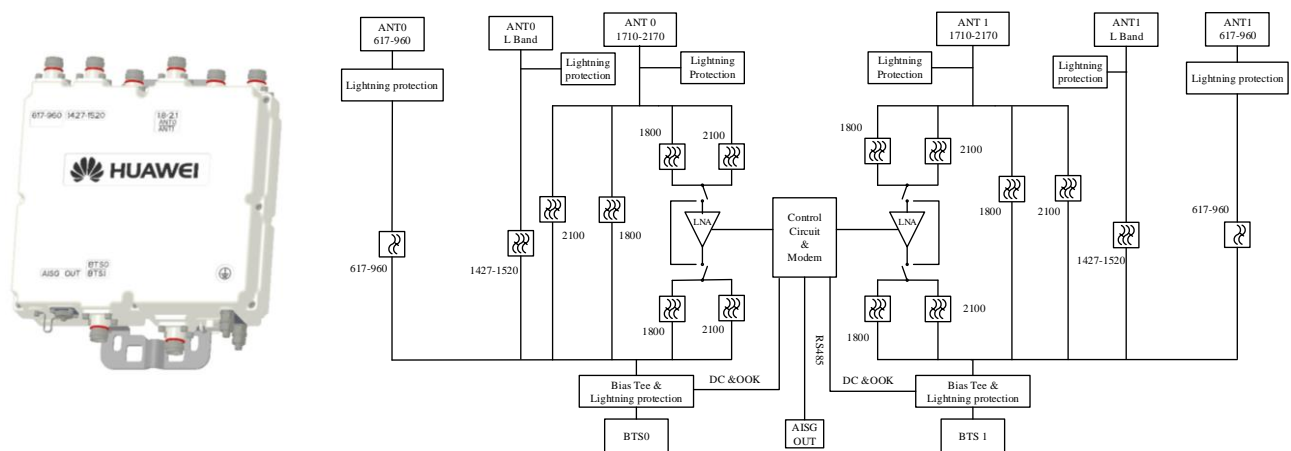 617-960 1427-1520
1.8-2.1
ANT0
ANT1
HUAWEI
AISG OUT
BTS0
BTS1
ANT0
617-960
Lightning protection
617-960
ANT0
L Band
Lightning
protection
1427-1520
ANT 0
1710-2170
Lightning
Protection
2100
1800
1800
2100
LNA
1800
2100
Control
Circuit
&
Modem
ANT 1
1710-2170
Lightning
Protection
1800
2100
LNA
1800
2100
1800
2100
ANT1
L Band
Lightning
protection
1427-1520
ANT1
617-960
Lightning protection
617-960
DC &OOK
RS485
DC &OOK
Bias Tee &
Lightning protection
BTS0
AISG
OUT
Bias Tee &
Lightning protection
BTS 1